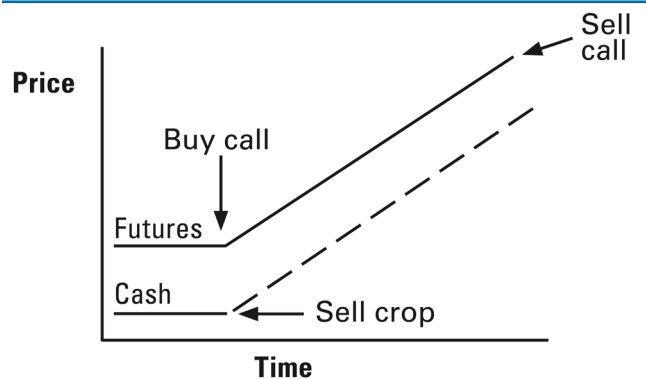 Sell
call
Price
Buy call
Futures
Cash
Sell crop
Time